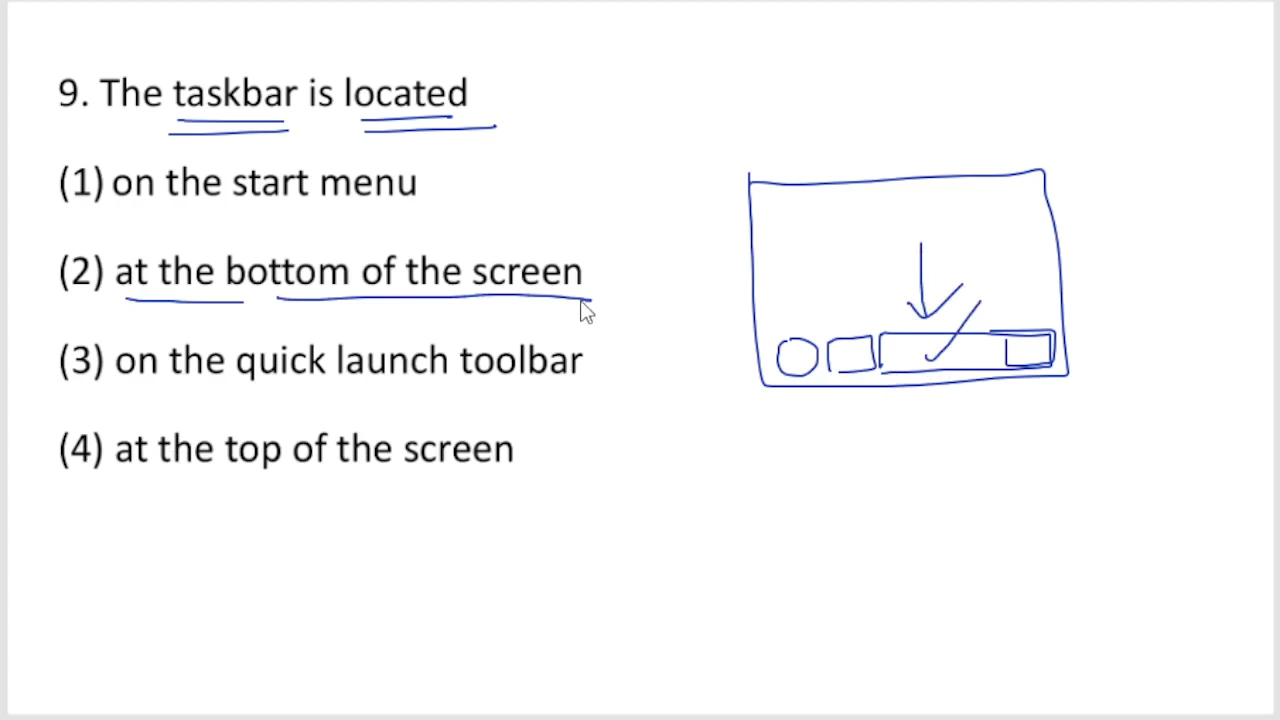 9. The taskbar is located
(1) on the start menu
(2) at the bottom of the screen
(3) on the quick launch toolbar
(4) at the top of the screen